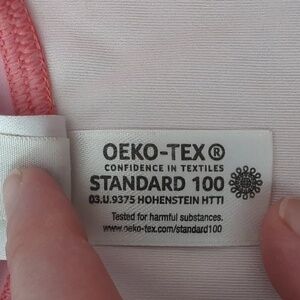 OEKO-TEX®
CONFIDENCE IN TEXTILES
STANDARD 100
03.U.9375 HOHENSTEIN HTTI
Tested for harmful substances.
www.oeko-tex.com/standard100